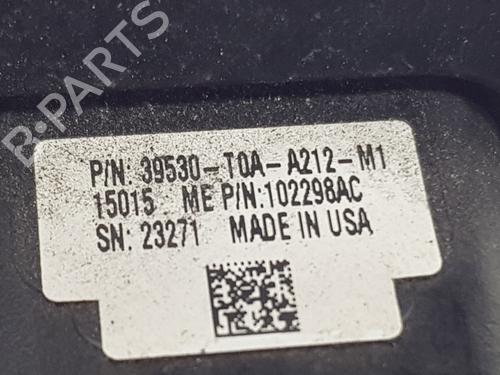 B-PARTS
P/N: 39530-T0A-A212-M1
15015 ME P/N:102298AC
SN: 23271 MADE IN USA